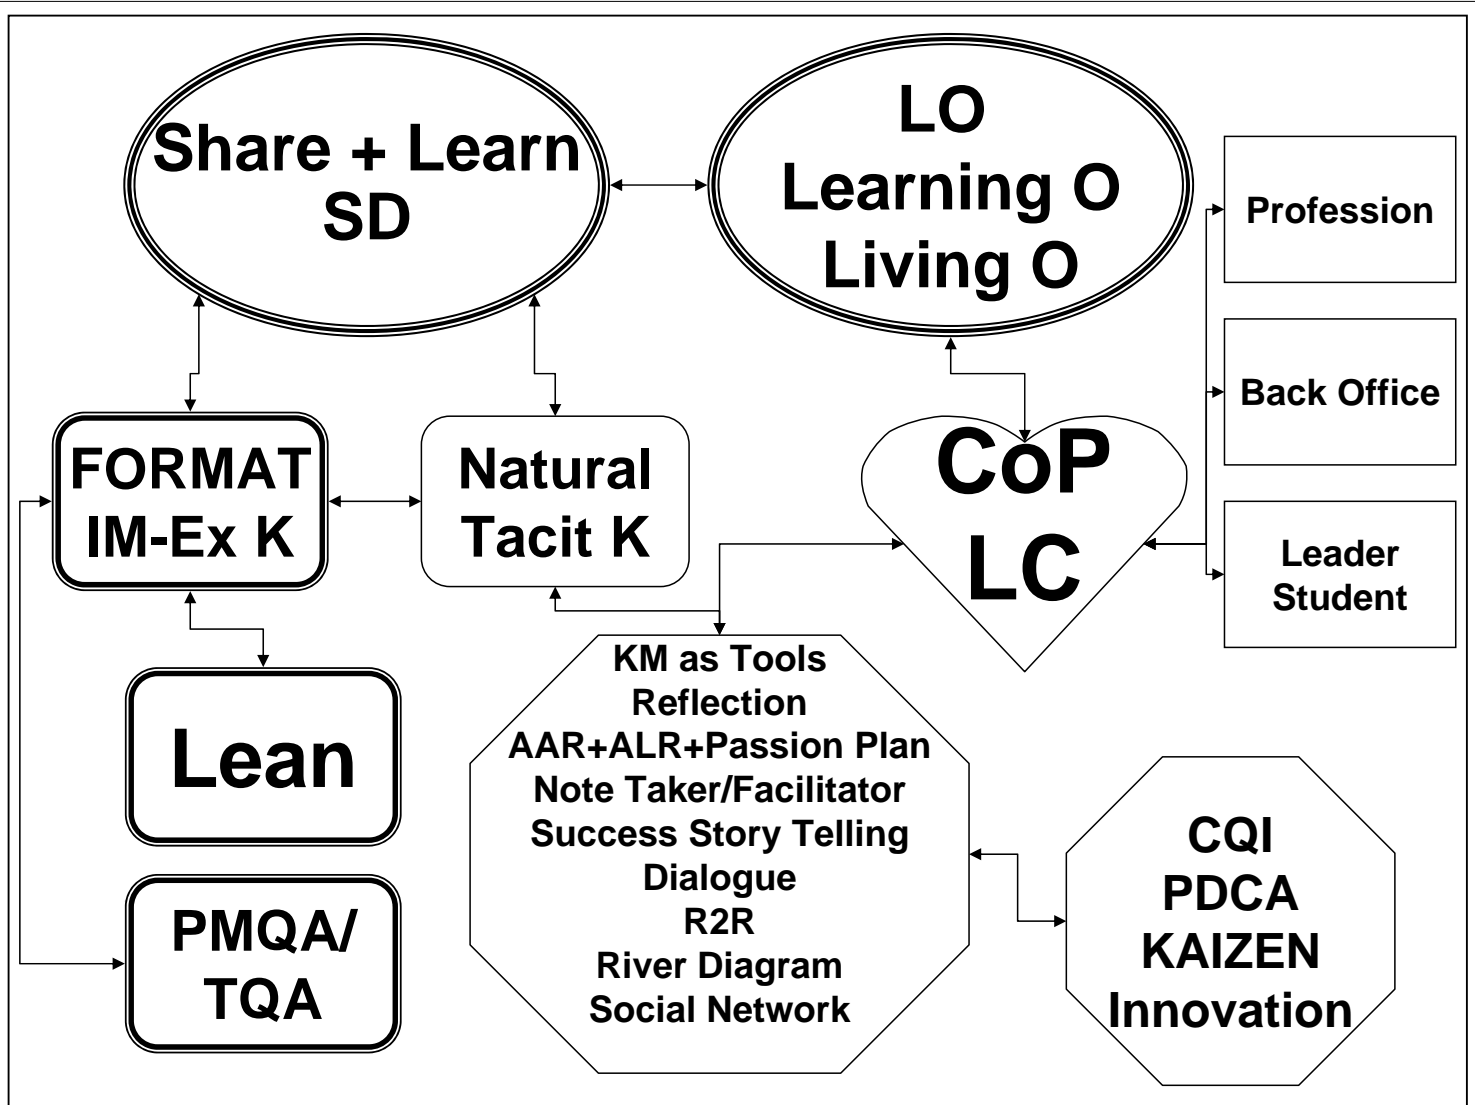 Share + Learn
SD
LO
Learning O
Living O
Profession
Back Office
Leader
Student
FORMAT
IM-Ex K
Natural
Tacit K
CoP
LC
Lean
PMQA/
TQA
KM as Tools
Reflection
AAR+ALR+Passion Plan
Note Taker/Facilitator
Success Story Telling
Dialogue
R2R
River Diagram
Social Network
CQI
PDCA
KAIZEN
Innovation